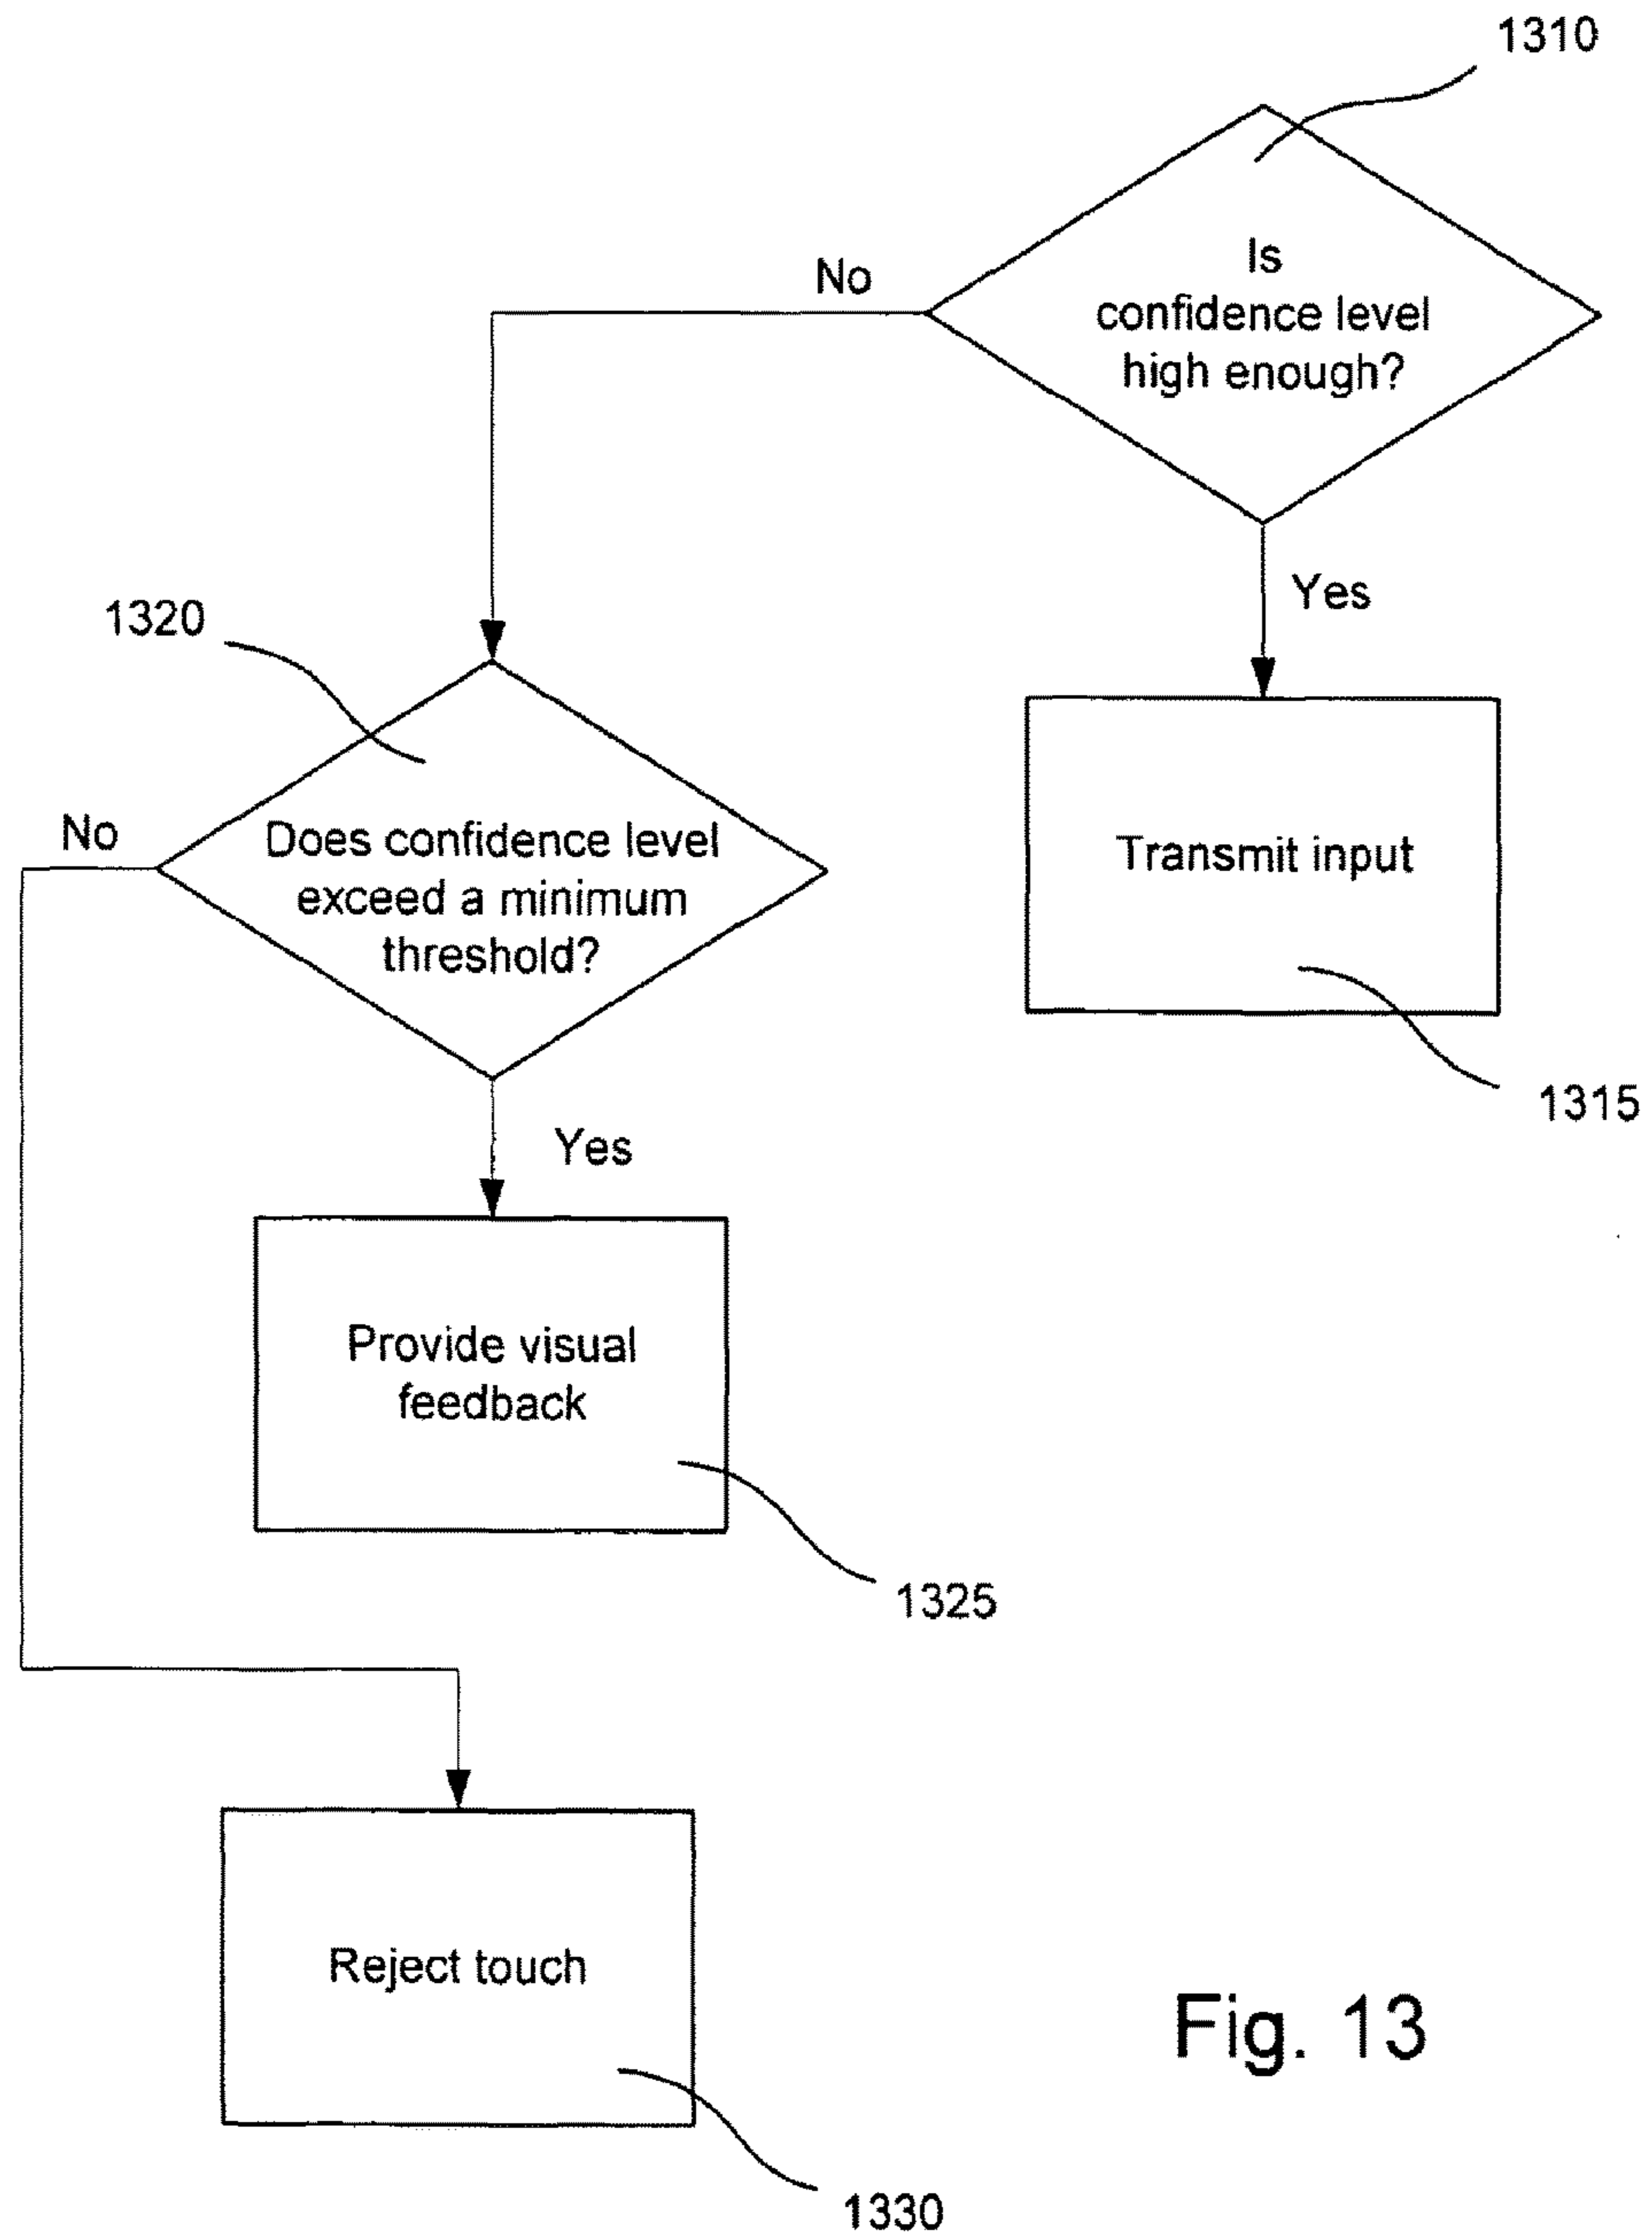 1310
Is
confidence level
high enough?
No
Yes
1320
Transmit input
No
Does confidence level
exceed a minimum
threshold?
1315
Yes
Provide visual
feedback
1325
Reject touch
Fig. 13
1330